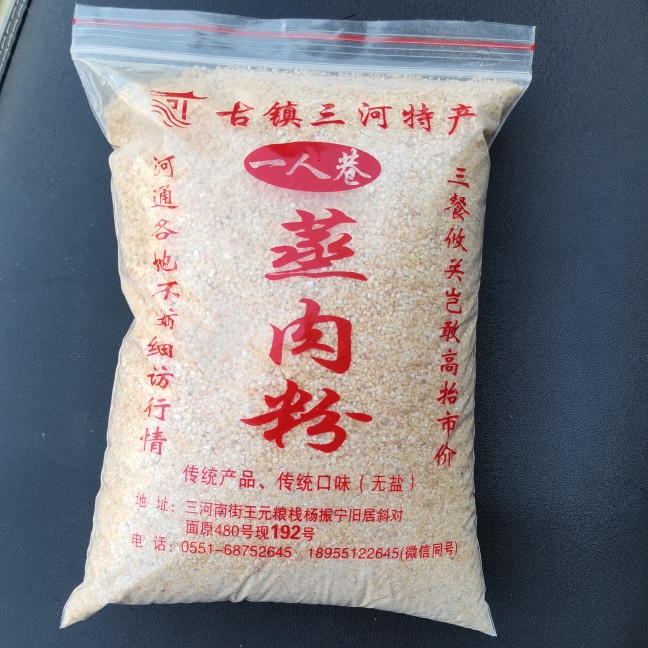 古镇三河特产
一人巷
三餐攸关岂敢高抬市价
河通各地不妨细访行情
蒸肉粉
传统产品、传统口味（无盐）
地 址：三河南街王元粮栈杨振宁旧居斜对
面原480号现192号
电 话：0551-68752645 18955122645(微信同号)